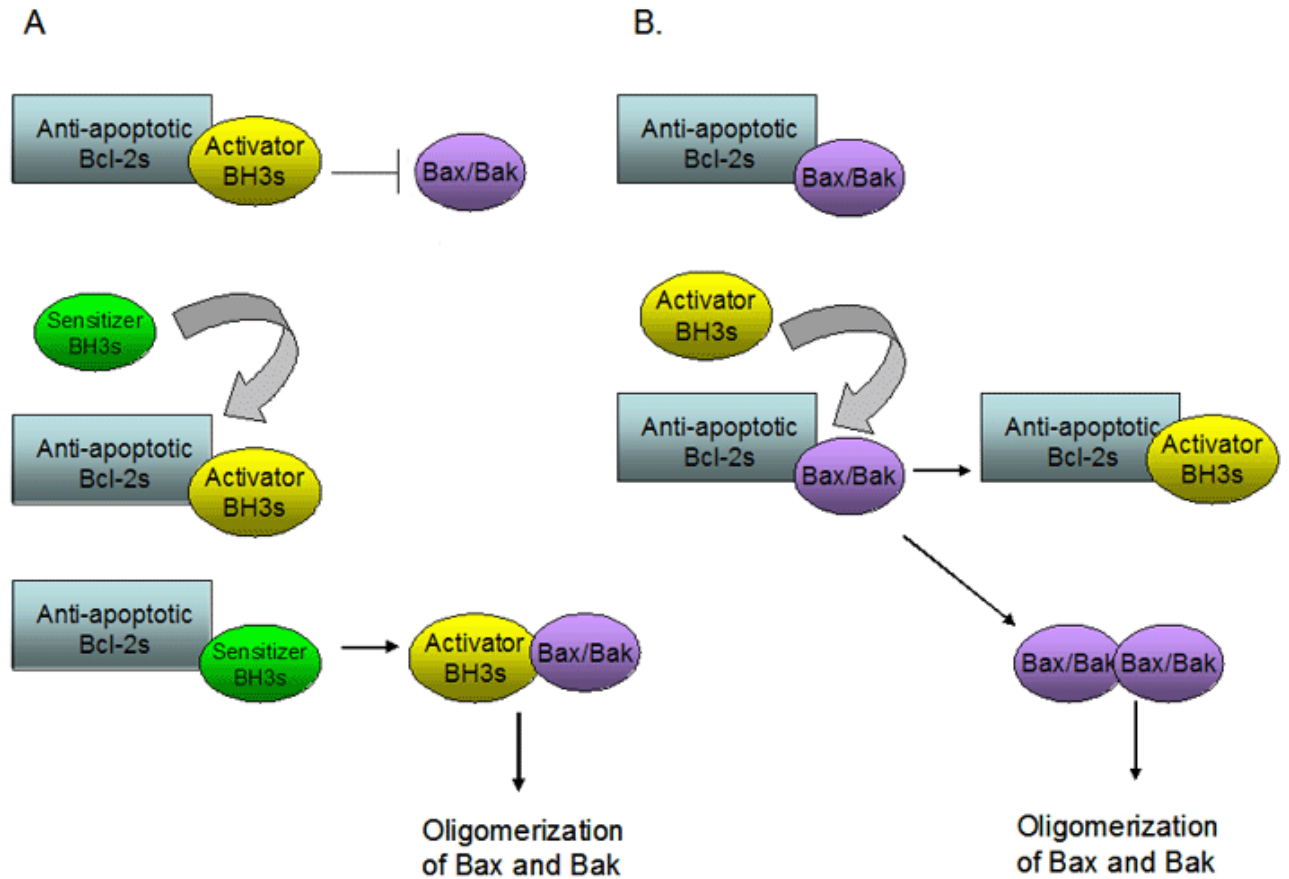 A
Anti-apoptotic
Bcl-2s
Activator
BH3s
Bax/Bak
Sensitizer
BH3s
Anti-apoptotic
Bcl-2s
Activator
BH3s
Anti-apoptotic
Bcl-2s
Sensitizer
BH3s
Activator
BH3s
Bax/Bak
Oligomerization
of Bax and Bak
B.
Anti-apoptotic
Bcl-2s
Bax/Bak
Activator
BH3s
Anti-apoptotic
Bcl-2s
Bax/Bak
Anti-apoptotic
Bcl-2s
Activator
BH3s
Bax/Bak
Bax/Bak
Oligomerization
of Bax and Bak